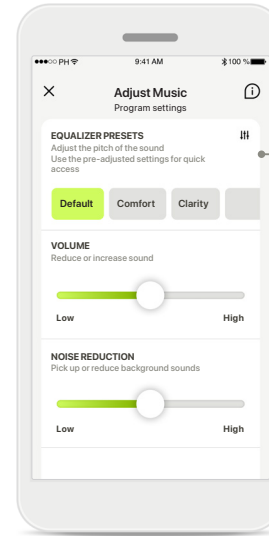 PH 9:41 AM 100 %
Adjust Music
Program settings
EQUALIZER PRESETS
Adjust the pitch of the sound
Use the pre-adjusted settings for quick
access
Default Comfort Clarity
VOLUME
Reduce or increase sound
Low High
NOISE REDUCTION
Pick up or reduce background sounds
Low High